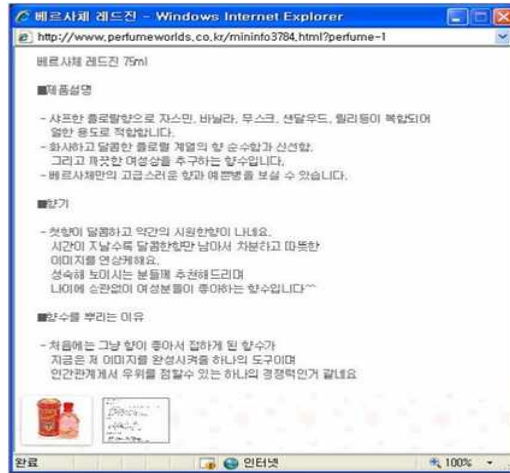 베르사체 레드진 - Windows Internet Explorer
http://www.perfumeworlds.co.kr/mininfo3784.html?perfume-1
베르사체 레드진 75ml
■제품설명
- 샤프한 플로랄향으로 자스민, 바닐라, 무스크, 샌달우드, 릴리등이 복합되어
열한 용도로 적합합니다.
- 화사하고 달콤한 플로럴 계열의 향 순수함과 신선함,
그리고 깨끗한 여성상을 추구하는 향수입니다.
- 베르사체만의 고급스러운 향과 예쁜병을 보실 수 있습니다.
■향기
- 첫향이 달콤하고 약간의 시원한향이 나네요.
시간이 지날수록 달콤한향만 남아서 차분하고 따뜻한
이미지를 연상케해요.
성숙해 보이시는 분들께 추천해드리며
나이에 상관없이 여성분들이 좋아하는 향수입니다^^
■향수를 뿌리는 이유
- 처음에는 그냥 향이 좋아서 접하게 된 향수가
지금은 제 이미지를 완성시켜줄 하나의 도구이며
인간관계에서 우위를 점할수 있는 하나의 경쟁력인거 같네요
완료
인터넷
100%